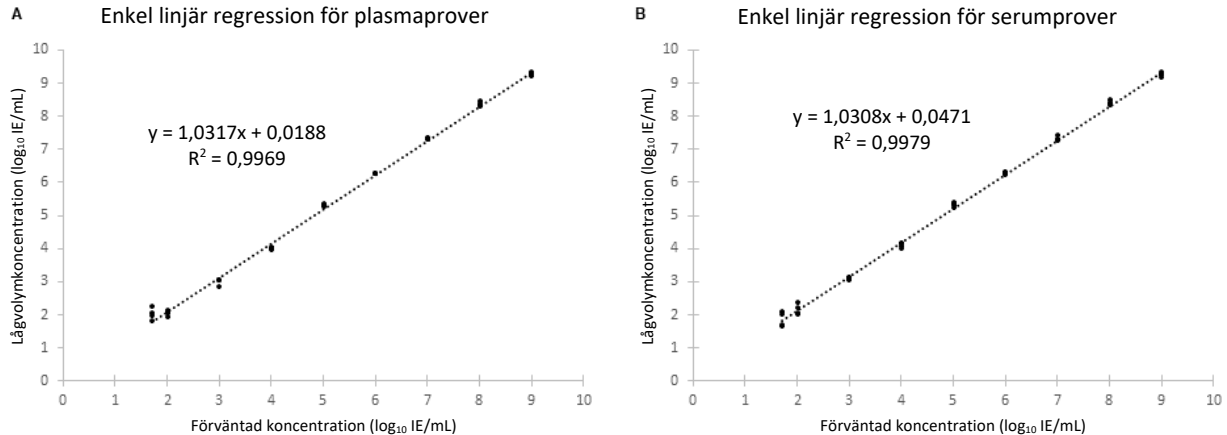 A
Enkel linjär regression för plasmaprover
10
9
8
7
6
5
4
3
2
1
0
y = 1,0317x + 0,0188
R² = 0,9969
Lågvolymkoncentration (log₁₀ IE/mL)
0 1 2 3 4 5 6 7 8 9 10
Förväntad koncentration (log₁₀ IE/mL)
B
Enkel linjär regression för serumprover
10
9
8
7
6
5
4
3
2
1
0
y = 1,0308x + 0,0471
R² = 0,9979
Lågvolymkoncentration (log₁₀ IE/mL)
0 1 2 3 4 5 6 7 8 9 10
Förväntad koncentration (log₁₀ IE/mL)